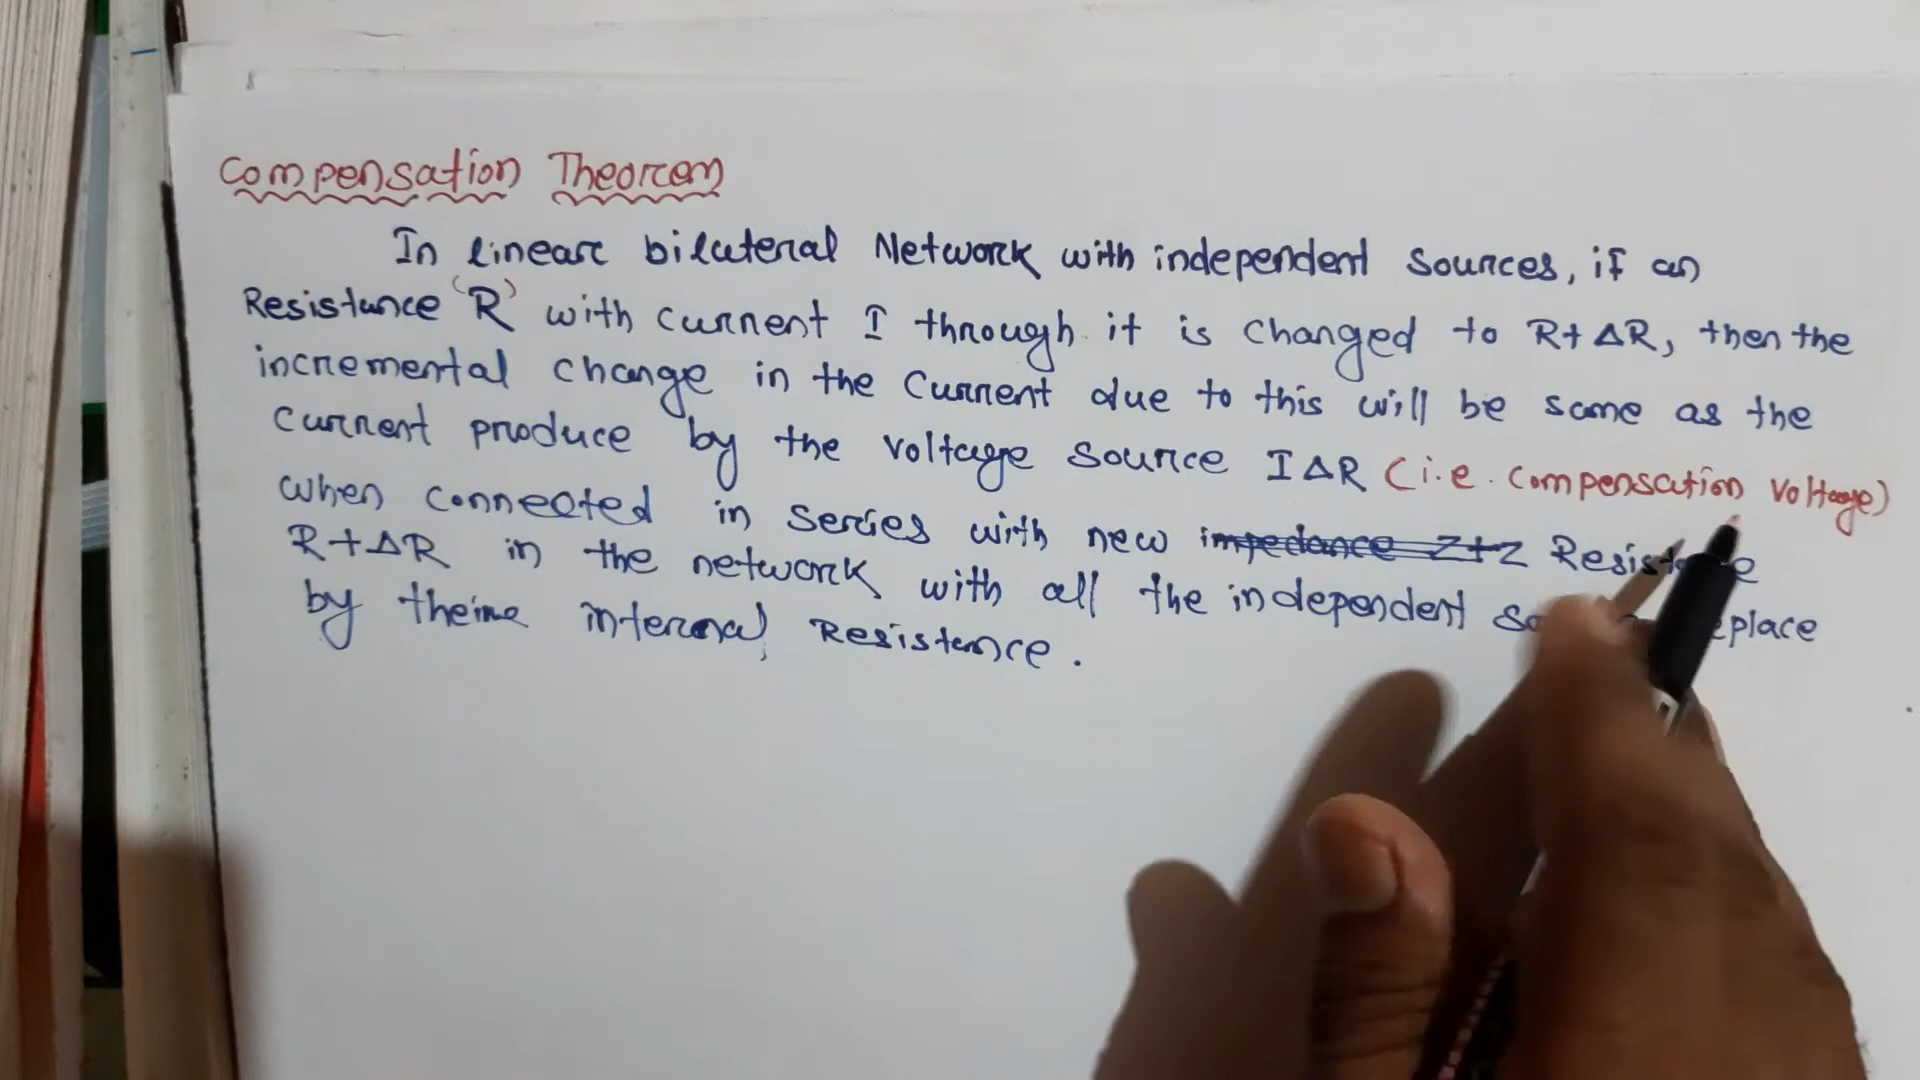 Compensation Theorem
In linear bilateral Network with independent Sources, if an
Resistance (R) with current I through it is changed to R+ΔR, then the
incremental change in the Current due to this will be same as the
Current produce by the voltage source IΔR (i.e. Compensation Voltage)
when connected in series with new impedance Z+Z
R+ΔR in the network with all the independent
by their internal Resistance.